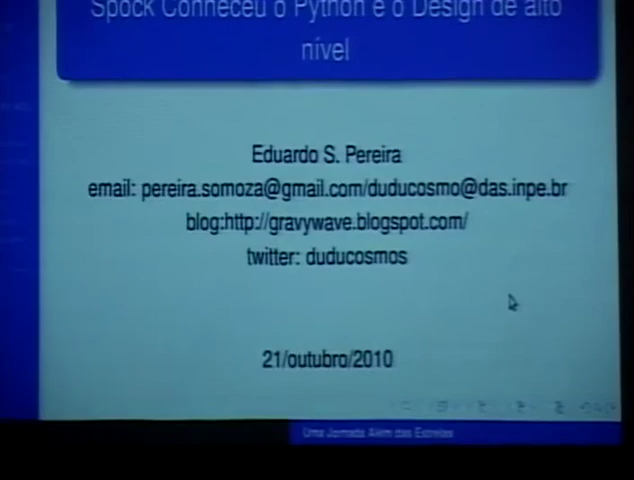 Spock Conheceu o Python e o Design de alto
nível
Eduardo S. Pereira
email: pereira.somoza@gmail.com/duducosmo@das.inpe.br
blog:http://gravywave.blogspot.com/
twitter: duducosmos
21/outubro/2010
Uma Jornada Além das Estrelas